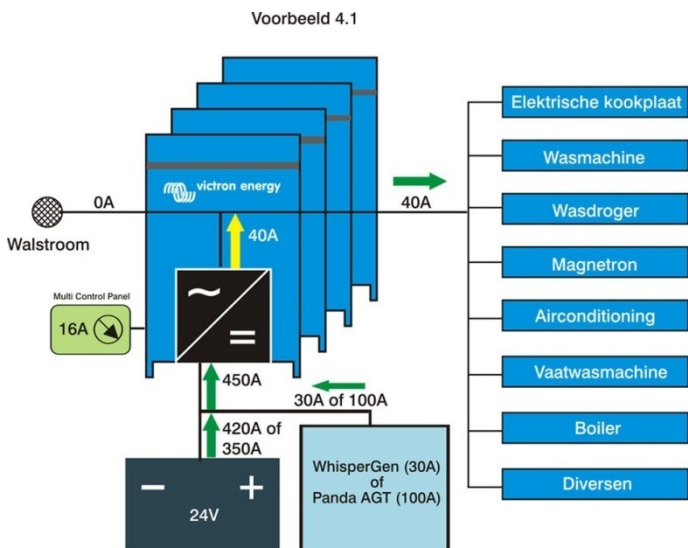 Voorbeeld 4.1
victron energy
0A
Walstroom
40A
40A
Multi Control Panel
16A
~
=
450A
30A of 100A
420A of
350A
– +
24V
WhisperGen (30A)
of
Panda AGT (100A)
Elektrische kookplaat
Wasmachine
Wasdroger
Magnetron
Airconditioning
Vaatwasmachine
Boiler
Diversen